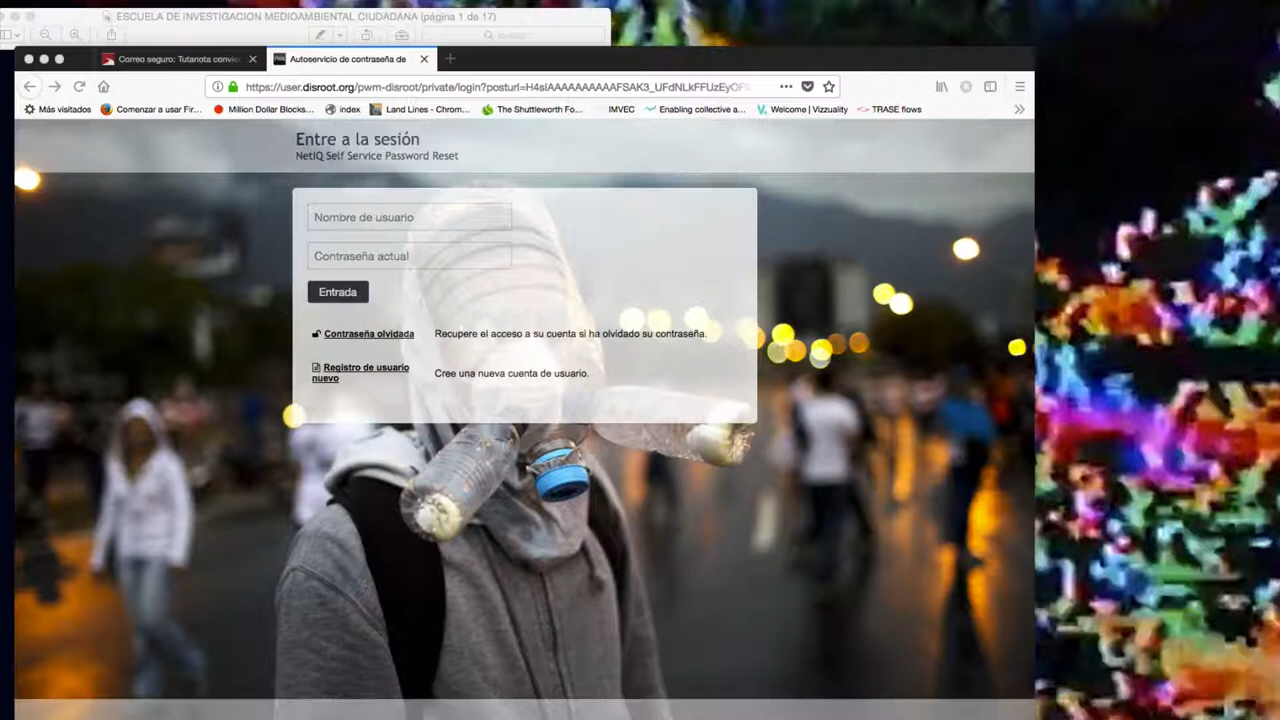 ESCUELA DE INVESTIGACION MEDIOAMBIENTAL CIUDADANA (página 1 de 17)
Buscar
Correo seguro: Tutanota convie
Autoservicio de contraseña de
https://user.disroot.org/pwm-disroot/private/login?posturl=
Más visitados Comenzar a usar Fir... Million Dollar Blocks... index Land Lines - Chrom... The Shuttleworth Fo... IMVEC Enabling collective a... Welcome | Vizzuality TRASE flows
Entre a la sesión
NetIQ Self Service Password Reset
Nombre de usuario
Contraseña actual
Entrada
Contraseña olvidada Recupere el acceso a su cuenta si ha olvidado su contraseña.
Registro de usuario
nuevo
Cree una nueva cuenta de usuario.